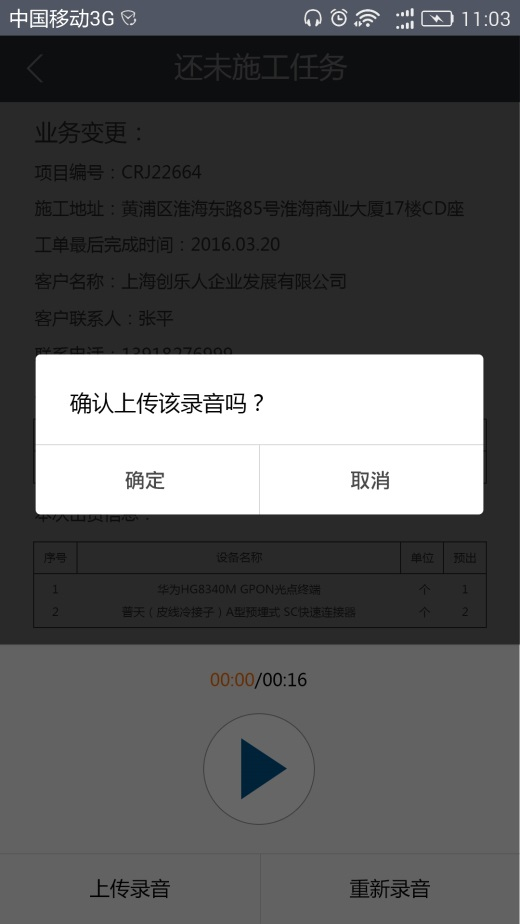 中国移动3G 11:03
还未施工任务
业务变更：
项目编号：CRJ22664
施工地址：黄浦区淮海东路85号淮海商业大厦17楼CD座
工单最后完成时间：2016.03.20
客户名称：上海创乐人企业发展有限公司
客户联系人：张平
联系电话：13918276999
确认上传该录音吗？
确定 取消
本次出货信息：
序号 设备名称 单位 预出
1 华为HG8340M GPON光点终端 个 1
2 普天（皮线冷接子）A型预埋式 SC快速连接器 个 2
00:00/00:16
上传录音 重新录音